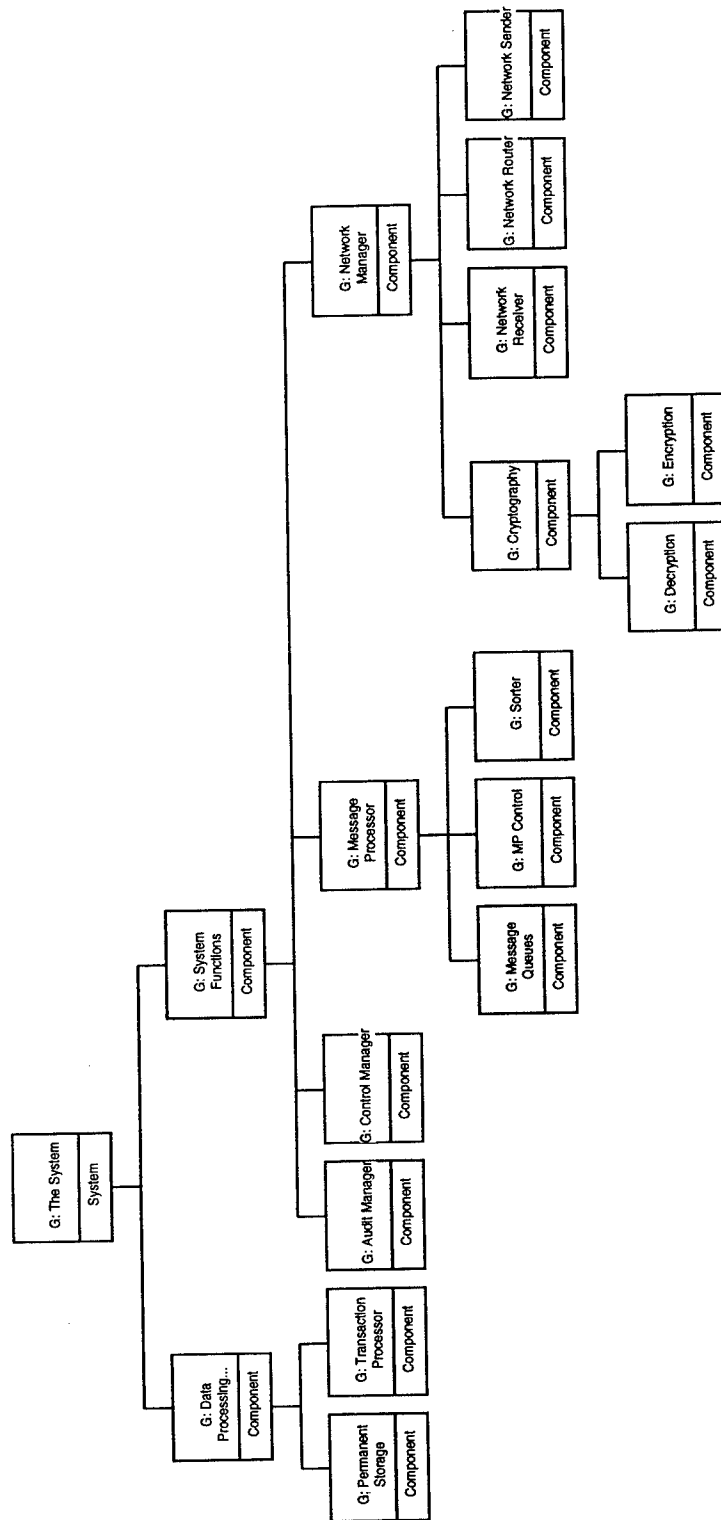 G: The System
System
G: Data
Processing...
Component
G: System
Functions
Component
G: Permanent
Storage
Component
G: Transaction
Processor
Component
G: Audit Manager
Component
G: Control Manager
Component
G: Message
Processor
Component
G: Network
Manager
Component
G: Message
Queues
Component
G: MP Control
Component
G: Sorter
Component
G: Cryptography
Component
G: Network
Receiver
Component
G: Network Router
Component
G: Network Sender
Component
G: Decryption
Component
G: Encryption
Component